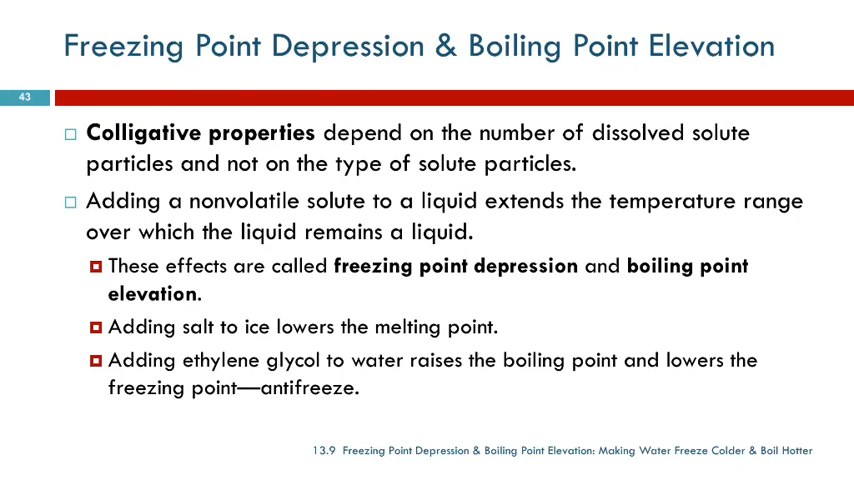 Freezing Point Depression & Boiling Point Elevation
43
Colligative properties depend on the number of dissolved solute
particles and not on the type of solute particles.
Adding a nonvolatile solute to a liquid extends the temperature range
over which the liquid remains a liquid.
These effects are called freezing point depression and boiling point
elevation.
Adding salt to ice lowers the melting point.
Adding ethylene glycol to water raises the boiling point and lowers the
freezing point—antifreeze.
13.9 Freezing Point Depression & Boiling Point Elevation: Making Water Freeze Colder & Boil Hotter